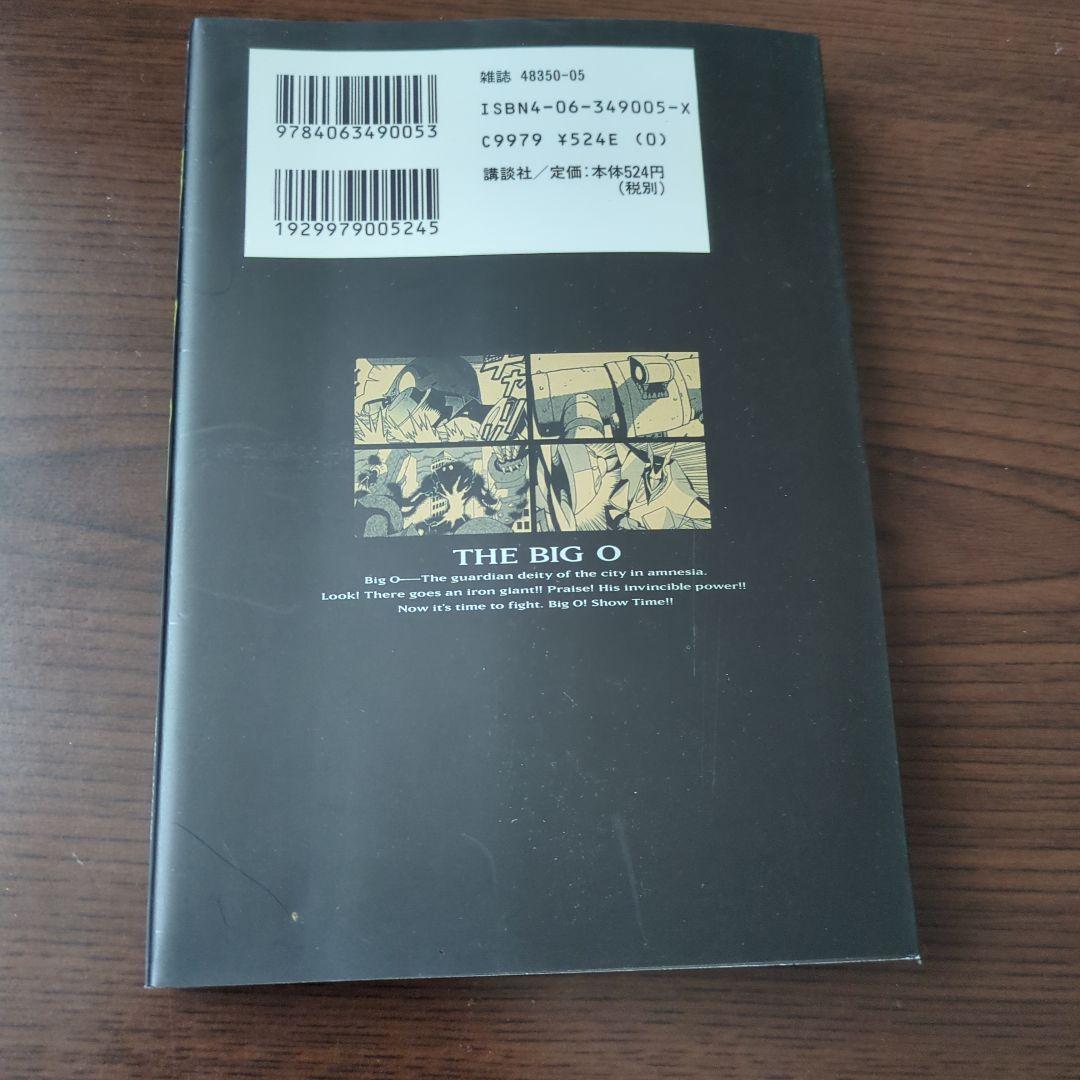 雑誌 48350-05
ISBN4-06-349005-X
C9979 ¥524E (0)
講談社／定価：本体524円
（税別）
9784063490053
1929979005245
THE BIG O
Big O—The guardian deity of the city in amnesia.
Look! There goes an iron giant!! Praise! His invincible power!!
Now it's time to fight. Big O! Show Time!!